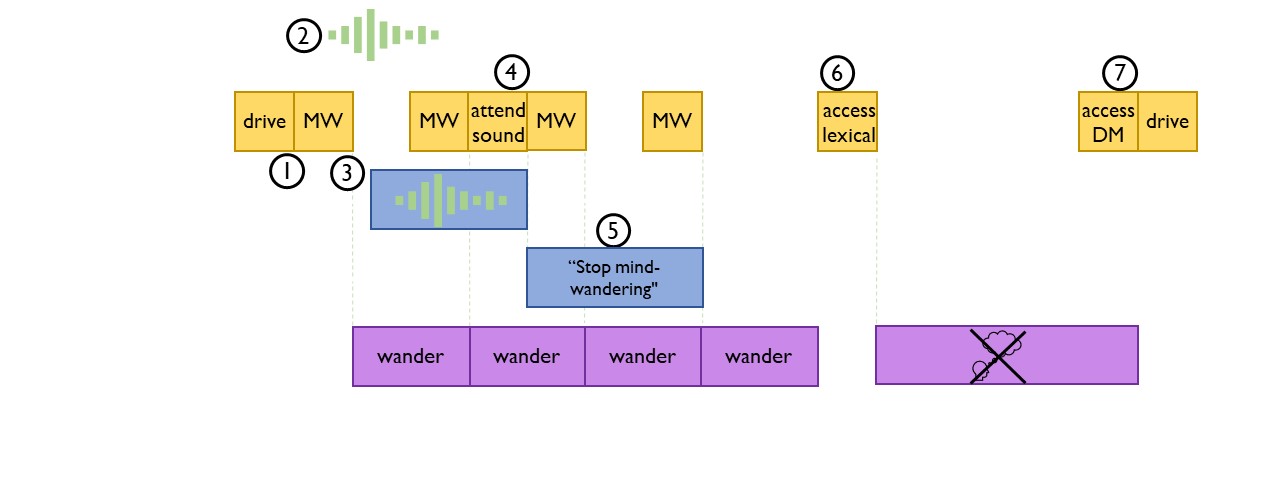 2
4
6
7
drive
MW
MW
attend
sound
MW
MW
access
lexical
access
DM
drive
1
3
5
“Stop mind-
wandering"
wander
wander
wander
wander